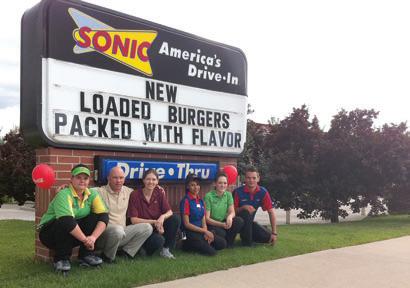 SONIC
America's
Drive-In
NEW
LOADED BURGERS
PACKED WITH FLAVOR
Drive•Thru